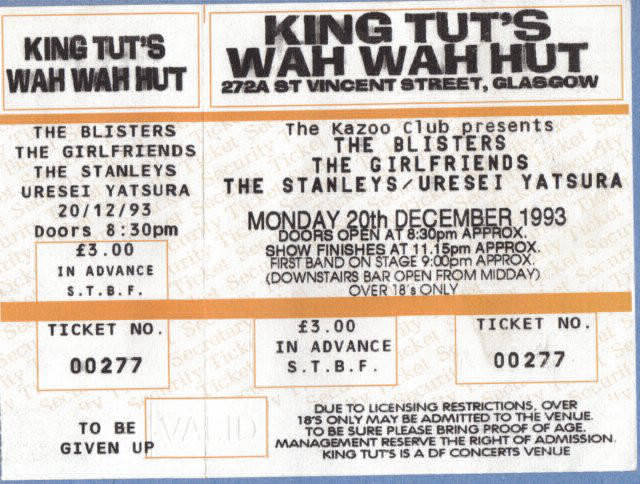 KING TUT'S
WAH WAH HUT
THE BLISTERS
THE GIRLFRIENDS
THE STANLEYS
URESEI YATSURA
20/12/93
Doors 8:30pm
£3.00
IN ADVANCE
S.T.B.F.
TICKET NO.
00277
TO BE
GIVEN UP
KING TUT'S
WAH WAH HUT
272A ST VINCENT STREET, GLASGOW
The Kazoo Club presents
THE BLISTERS
THE GIRLFRIENDS
THE STANLEYS/URESEI YATSURA
MONDAY 20th DECEMBER 1993
DOORS OPEN AT 8:30pm APPROX.
SHOW FINISHES AT 11.15pm APPROX.
FIRST BAND ON STAGE 9:00pm APPROX.
(DOWNSTAIRS BAR OPEN FROM MIDDAY)
OVER 18's ONLY
£3.00
IN ADVANCE
S.T.B.F.
TICKET NO.
00277
VALID
DUE TO LICENSING RESTRICTIONS, OVER
18'S ONLY MAY BE ADMITTED TO THE VENUE.
TO BE SURE PLEASE BRING PROOF OF AGE.
MANAGEMENT RESERVE THE RIGHT OF ADMISSION.
KING TUT'S IS A DF CONCERTS VENUE